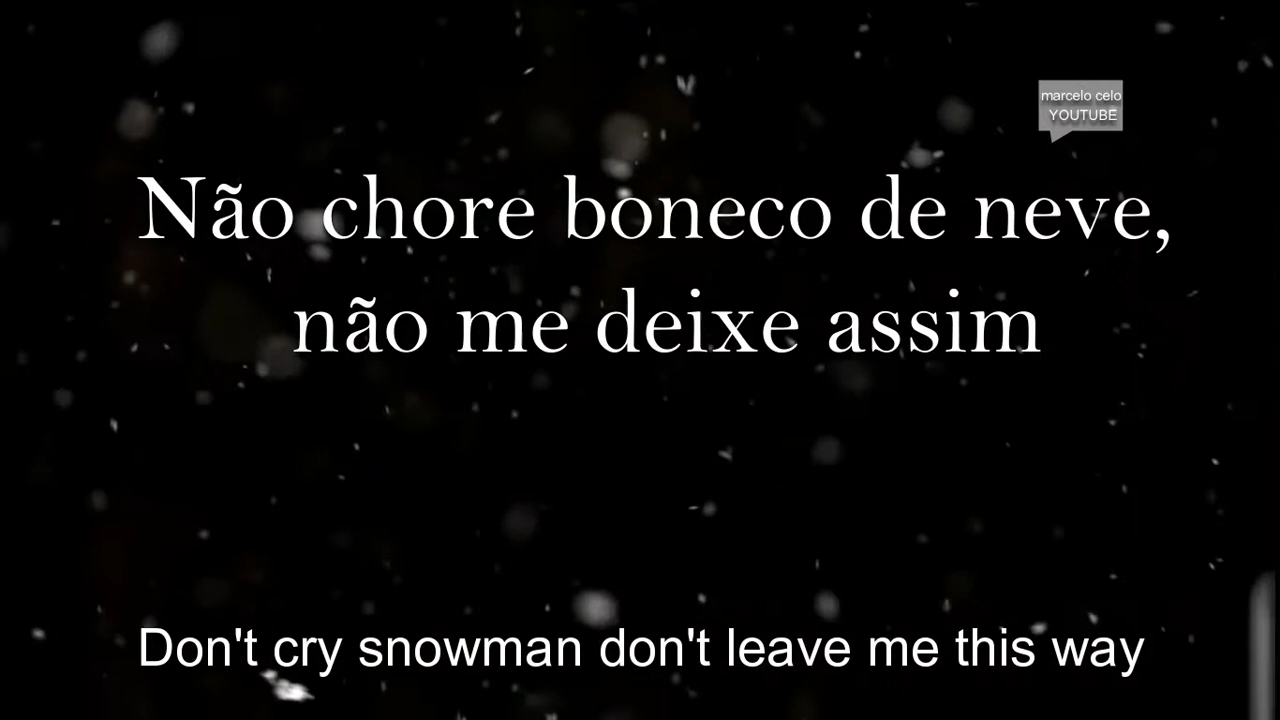 marcelo celo
YOUTUBE
Não chore boneco de neve,
não me deixe assim
Don't cry snowman don't leave me this way